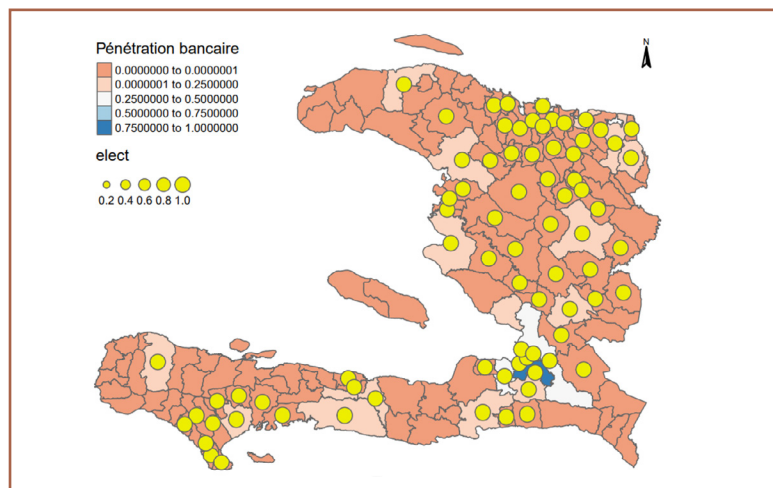 N
Pénétration bancaire
0.0000000 to 0.0000001
0.0000001 to 0.2500000
0.2500000 to 0.5000000
0.5000000 to 0.7500000
0.7500000 to 1.0000000
elect
0.2 0.4 0.6 0.8 1.0